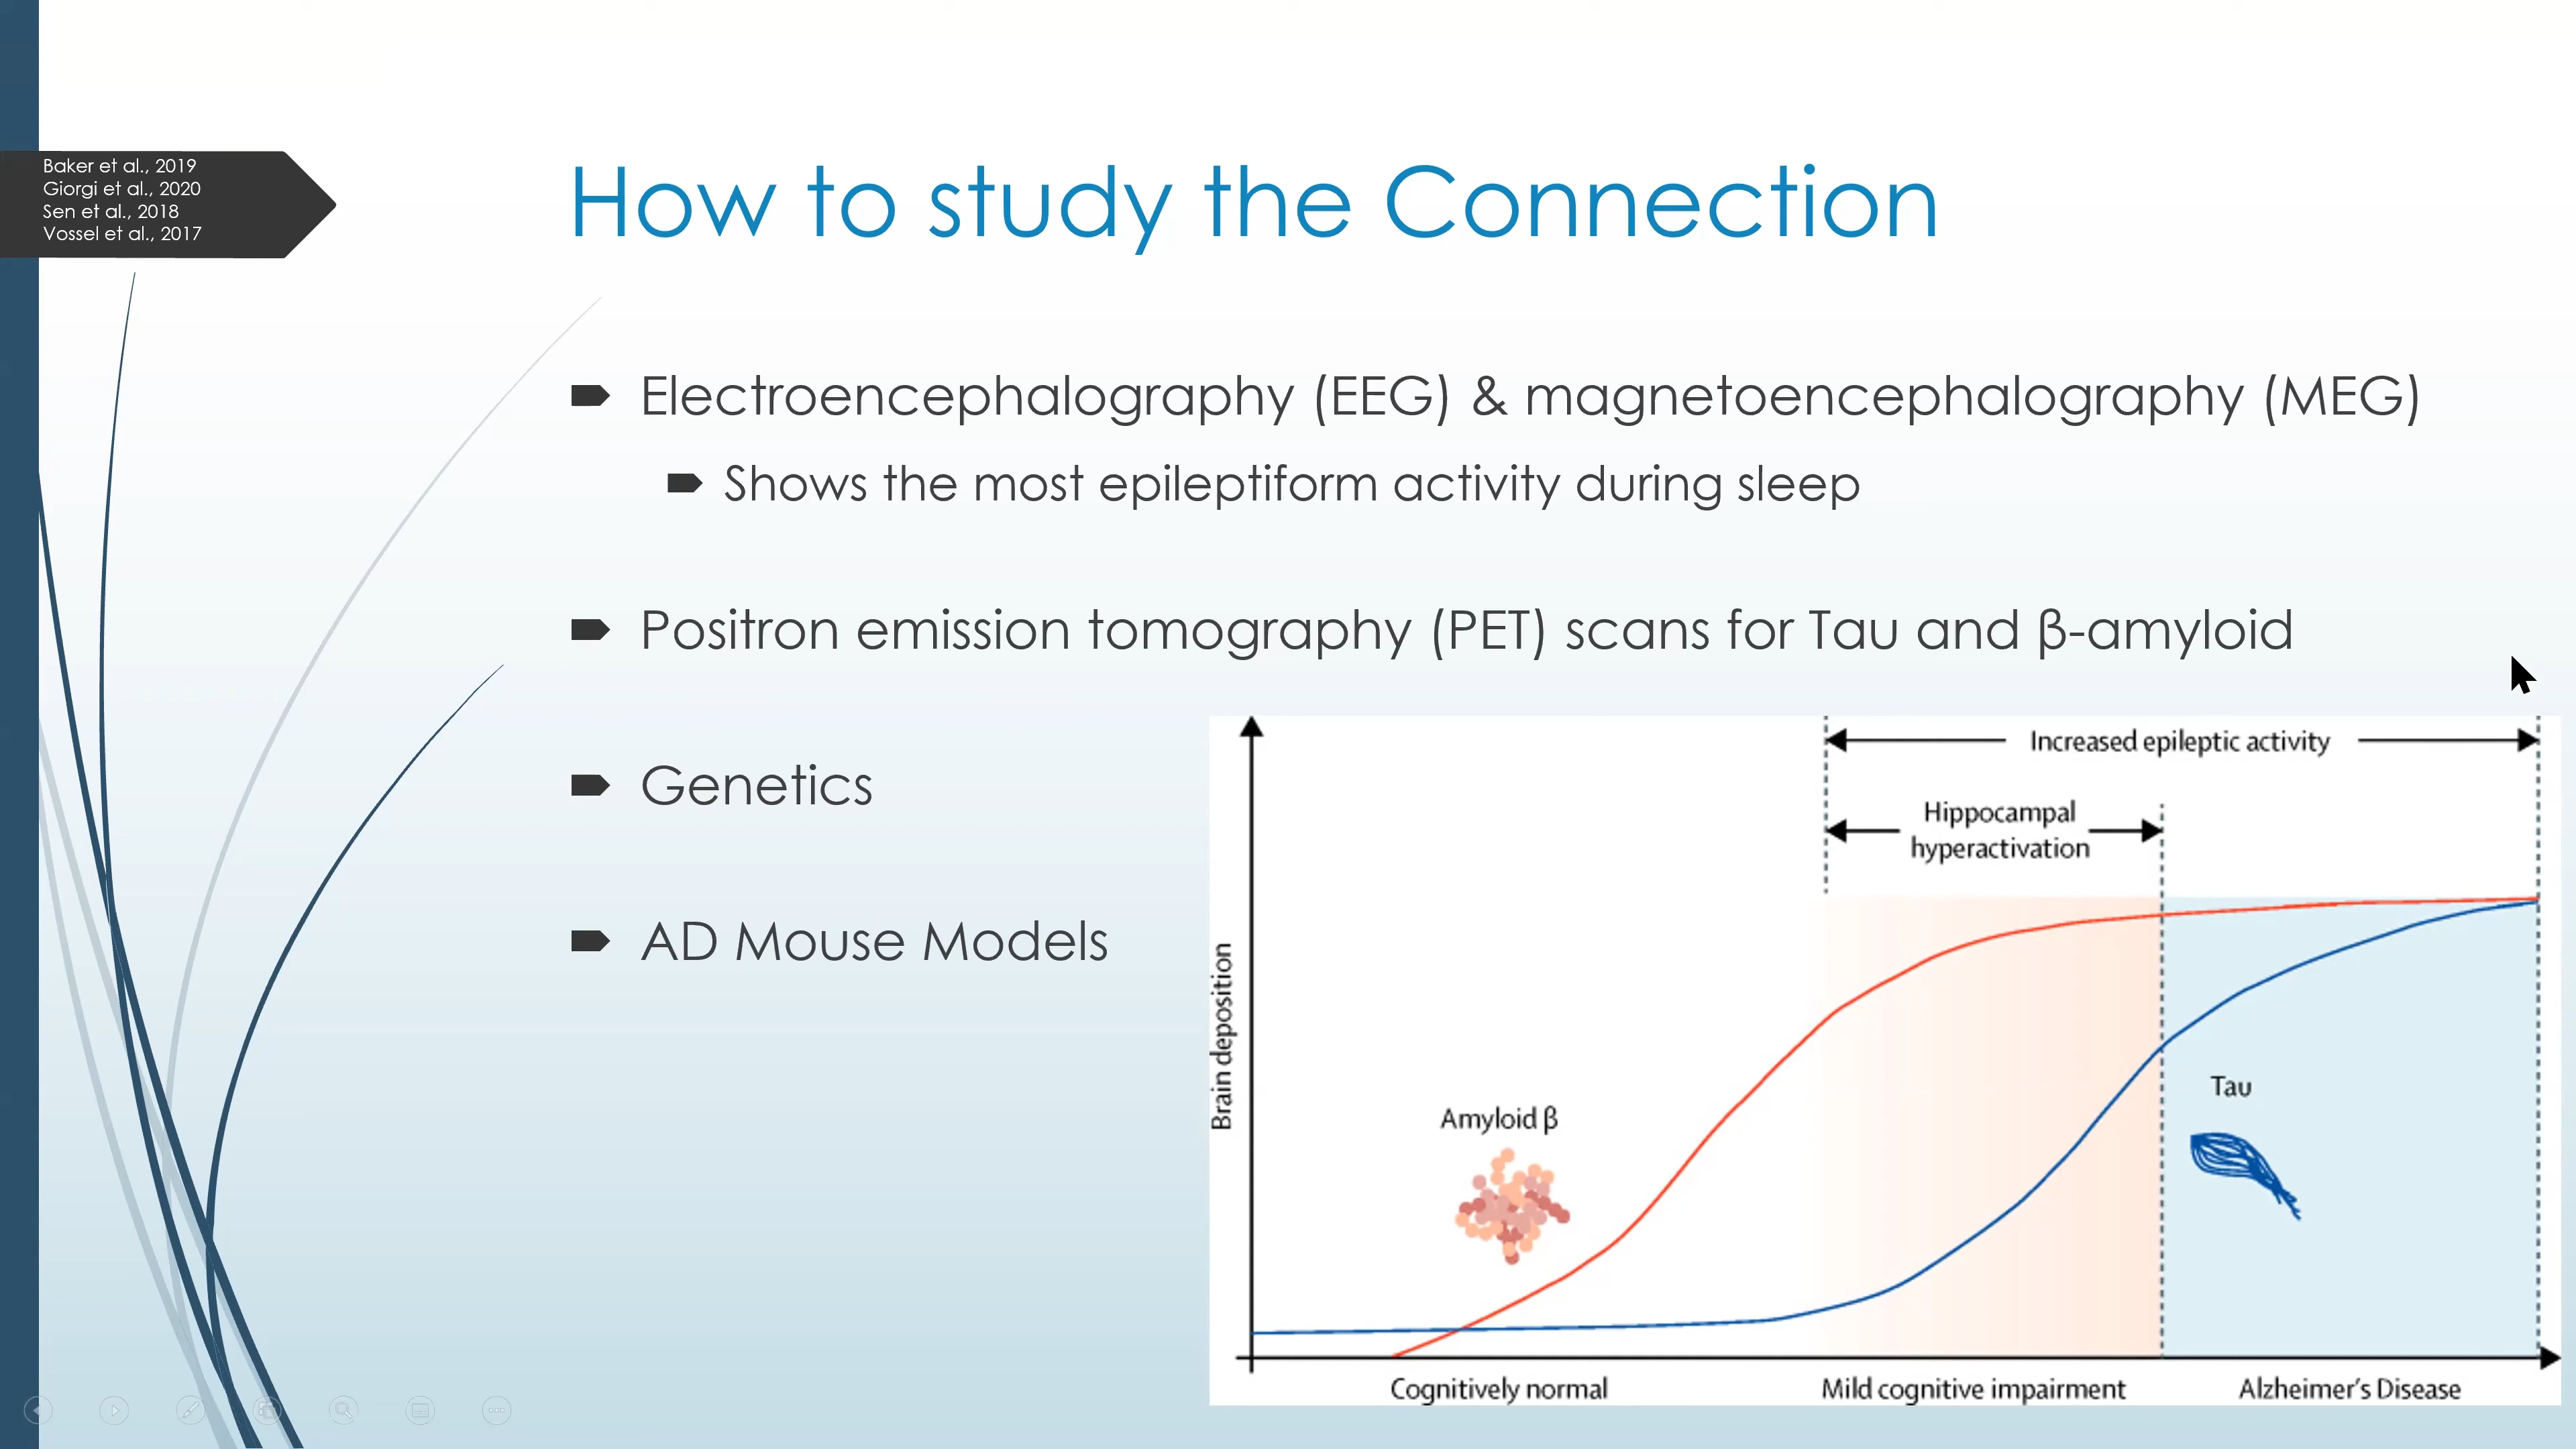 Baker et al., 2019
Giorgi et al., 2020
Sen et al., 2018
Vossel et al., 2017
How to study the Connection
Electroencephalography (EEG) & magnetoencephalography (MEG)
Shows the most epileptiform activity during sleep
Positron emission tomography (PET) scans for Tau and β-amyloid
Genetics
AD Mouse Models
Increased epileptic activity
Hippocampal
hyperactivation
Brain deposition
Amyloid β
Tau
Cognitively normal
Mild cognitive impairment
Alzheimer's Disease